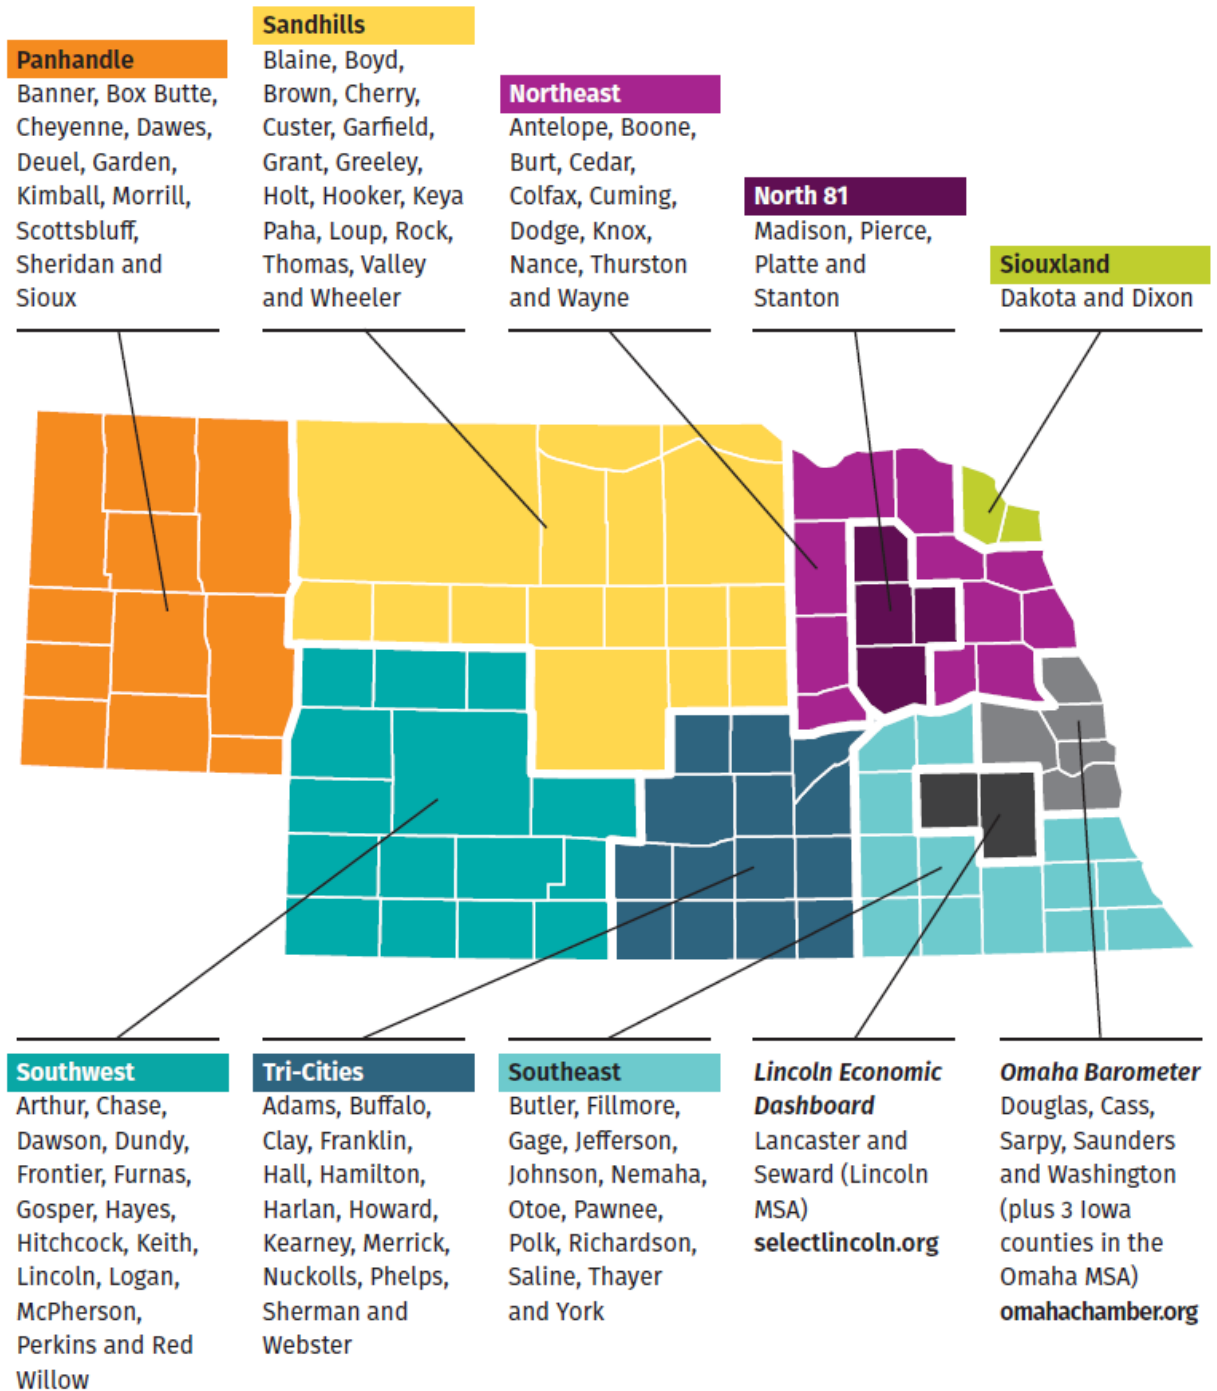 Panhandle
Banner, Box Butte,
Cheyenne, Dawes,
Deuel, Garden,
Kimball, Morrill,
Scottsbluff,
Sheridan and
Sioux
Sandhills
Blaine, Boyd,
Brown, Cherry,
Custer, Garfield,
Grant, Greeley,
Holt, Hooker, Keya
Paha, Loup, Rock,
Thomas, Valley
and Wheeler
Northeast
Antelope, Boone,
Burt, Cedar,
Colfax, Cuming,
Dodge, Knox,
Nance, Thurston
and Wayne
North 81
Madison, Pierce,
Platte and
Stanton
Siouxland
Dakota and Dixon
Southwest
Arthur, Chase,
Dawson, Dundy,
Frontier, Furnas,
Gosper, Hayes,
Hitchcock, Keith,
Lincoln, Logan,
McPherson,
Perkins and Red
Willow
Tri-Cities
Adams, Buffalo,
Clay, Franklin,
Hall, Hamilton,
Harlan, Howard,
Kearney, Merrick,
Nuckolls, Phelps,
Sherman and
Webster
Southeast
Butler, Fillmore,
Gage, Jefferson,
Johnson, Nemaha,
Otoe, Pawnee,
Polk, Richardson,
Saline, Thayer
and York
Lincoln Economic
Dashboard
Lancaster and
Seward (Lincoln
MSA)
selectlincoln.org
Omaha Barometer
Douglas, Cass,
Sarpy, Saunders
and Washington
(plus 3 Iowa
counties in the
Omaha MSA)
omahachamber.org